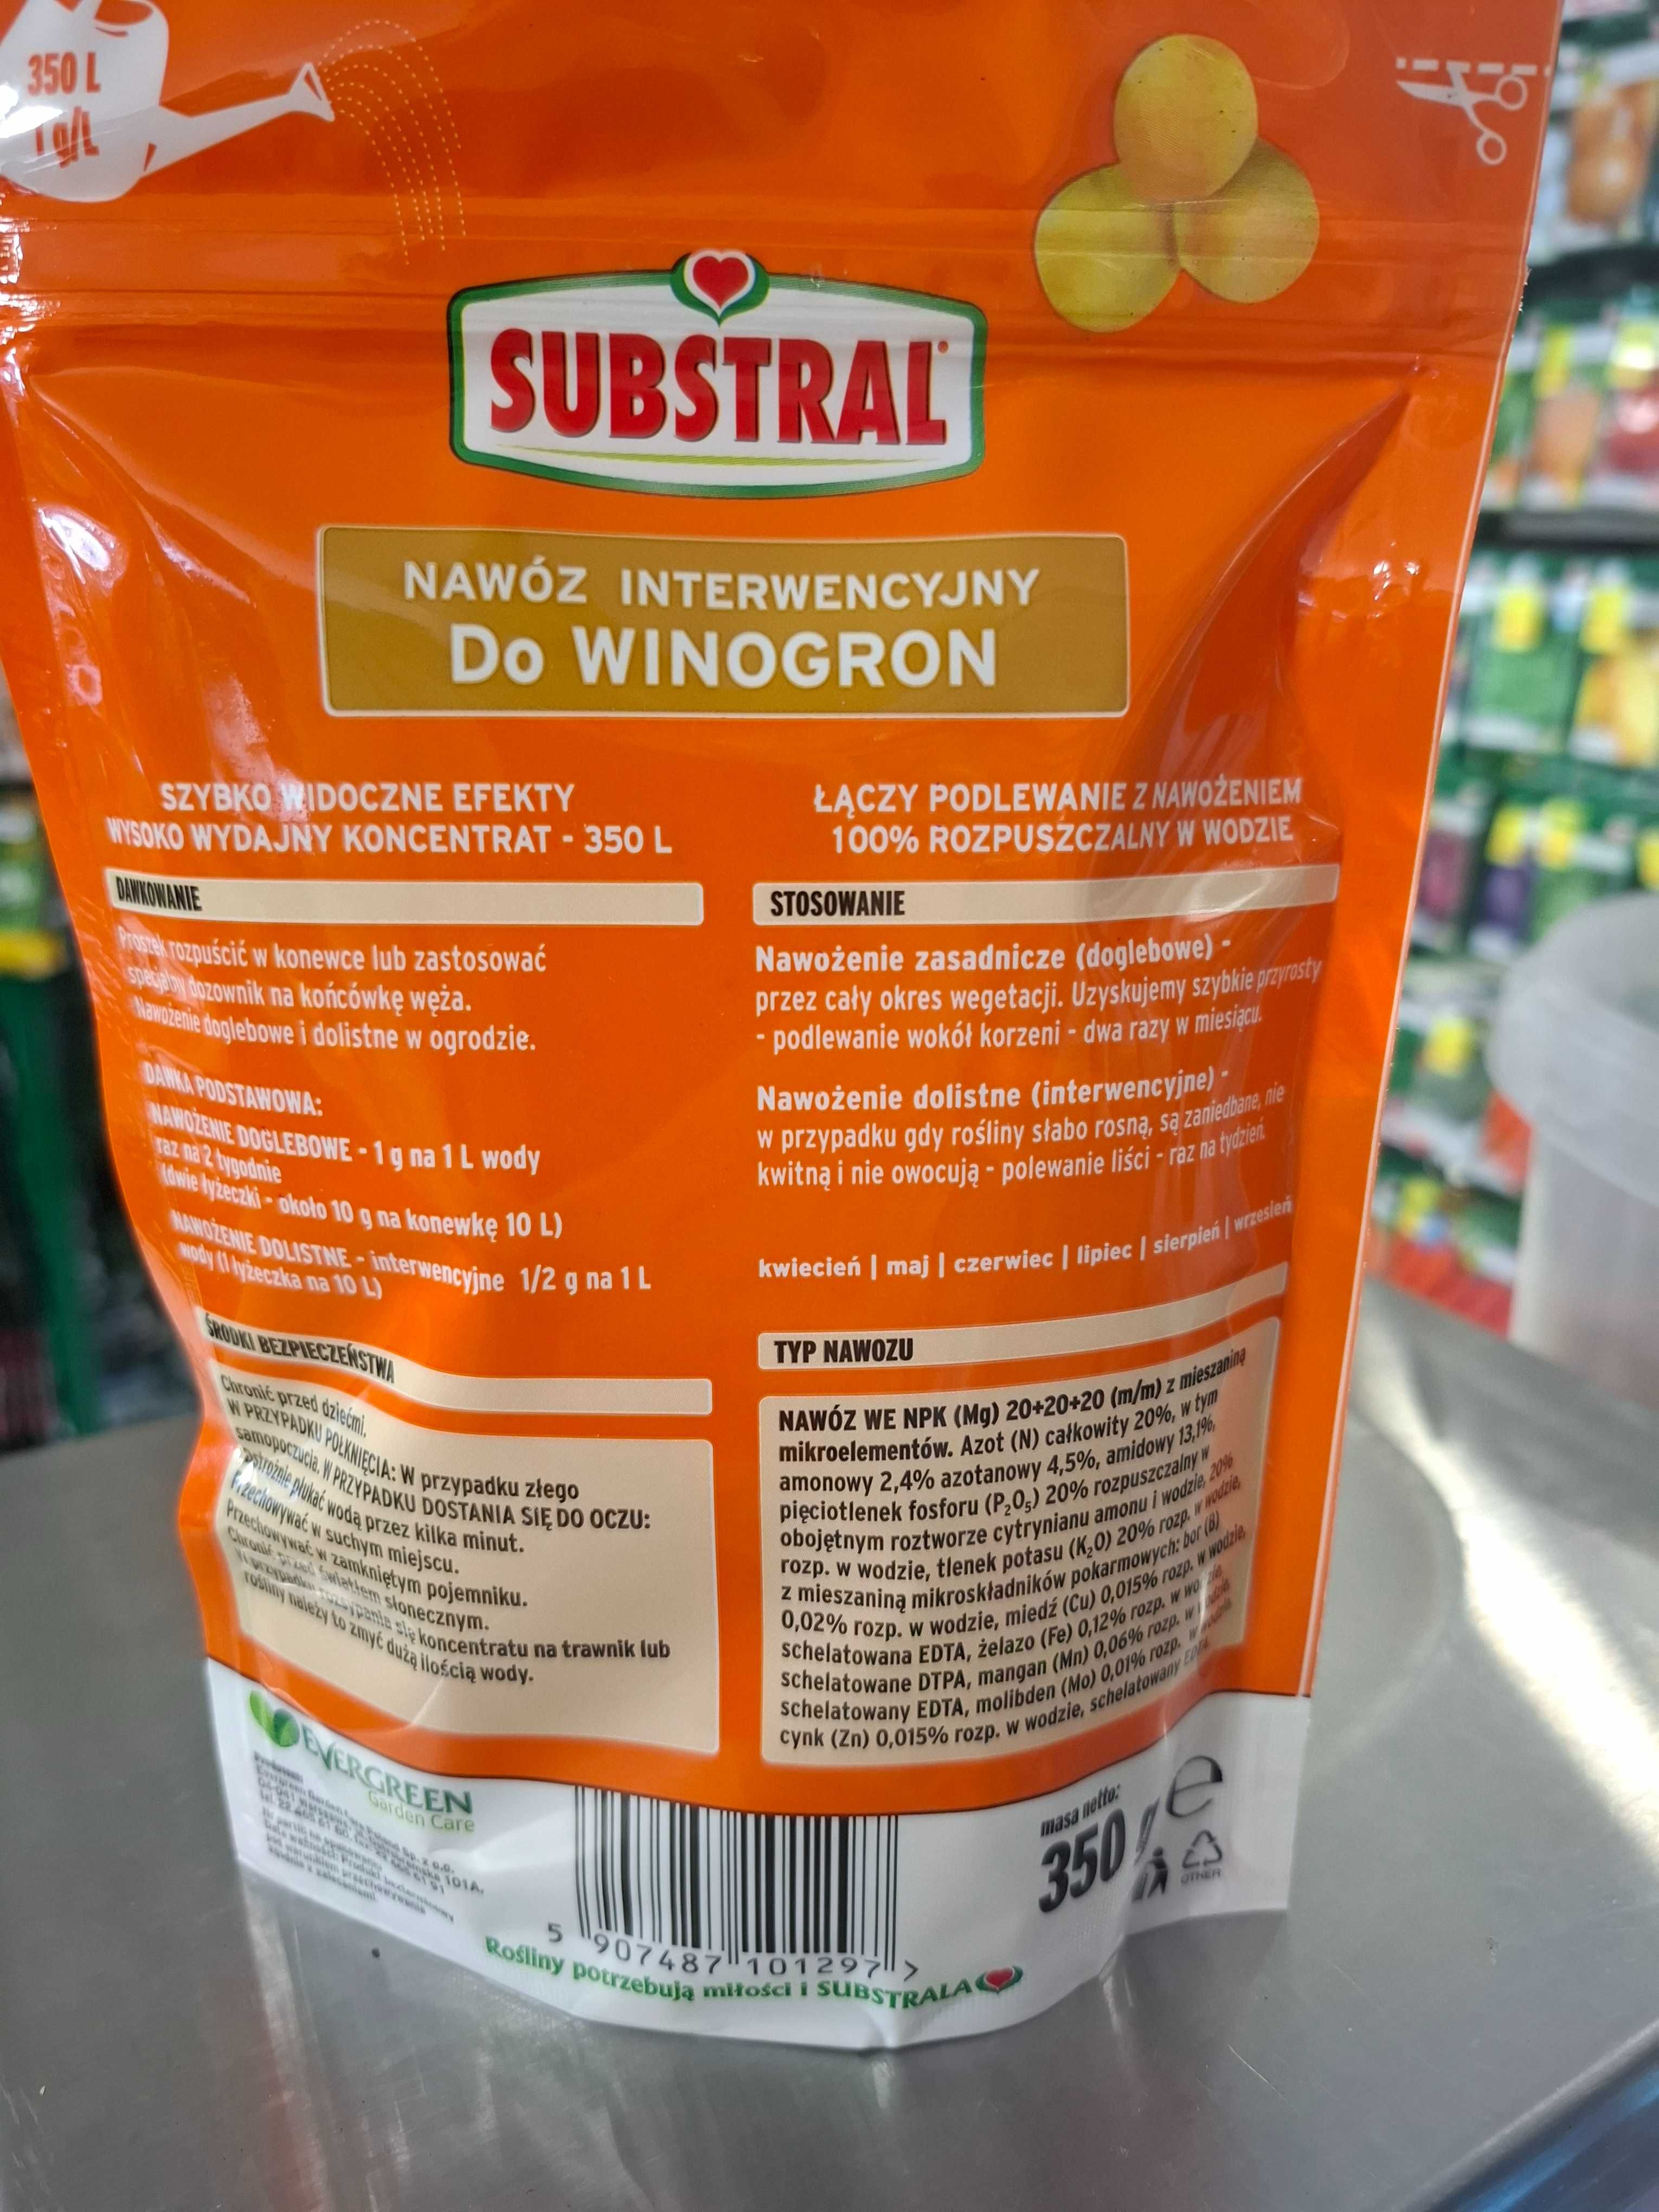 350 L
1 g/L
SUBSTRAL
NAWÓZ INTERWENCYJNY
Do WINOGRON
SZYBKO WIDOCZNE EFEKTY
WYSOKO WYDAJNY KONCENTRAT - 350 L
ŁĄCZY PODLEWANIE Z NAWOŻENIEM
100% ROZPUSZCZALNY W WODZIE
DAWKOWANIE
Proszek rozpuścić w konewce lub zastosować
specjalny dozownik na końcówkę węża.
Nawożenie doglebowe i dolistne w ogrodzie.
DAWKA PODSTAWOWA:
NAWOŻENIE DOGLEBOWE - 1 g na 1 L wody
raz na 2 tygodnie
(dwie łyżeczki - około 10 g na konewkę 10 L)
NAWOŻENIE DOLISTNE - interwencyjne 1/2 g na 1 L
wody (1 łyżeczka na 10 L)
STOSOWANIE
Nawożenie zasadnicze (doglebowe) -
przez cały okres wegetacji. Uzyskujemy szybkie przyrosty
- podlewanie wokół korzeni - dwa razy w miesiącu.
Nawożenie dolistne (interwencyjne) -
w przypadku gdy rośliny słabo rosną, są zaniedbane, nie
kwitną i nie owocują - polewanie liści - raz na tydzień.
kwiecień | maj | czerwiec | lipiec | sierpień | wrzesień
ŚRODKI BEZPIECZEŃSTWA
Chronić przed dziećmi.
W PRZYPADKU POŁKNIĘCIA: W przypadku złego
samopoczucia. W PRZYPADKU DOSTANIA SIĘ DO OCZU:
Ostrożnie płukać wodą przez kilka minut.
Przechowywać w suchym miejscu.
Przechowywać w zamkniętym pojemniku.
Chronić przed światłem słonecznym.
W przypadku rozsypania się koncentratu na trawnik lub
rośliny należy to zmyć dużą ilością wody.
TYP NAWOZU
NAWÓZ WE NPK (Mg) 20+20+20 (m/m) z mieszaniną
mikroelementów. Azot (N) całkowity 20%, w tym
amonowy 2,4% azotanowy 4,5%, amidowy 13,1%,
pięciotlenek fosforu (P₂O₅) 20% rozpuszczalny w
obojętnym roztworze cytrynianu amonu i wodzie, 20%
rozp. w wodzie, tlenek potasu (K₂O) 20% rozp. w wodzie,
z mieszaniną mikroskładników pokarmowych: bor (B)
0,02% rozp. w wodzie, miedź (Cu) 0,015% rozp. w wodzie,
schelatowana EDTA, żelazo (Fe) 0,12% rozp. w wodzie,
schelatowane DTPA, mangan (Mn) 0,06% rozp. w wodzie,
schelatowany EDTA, molibden (Mo) 0,01% rozp. w wodzie,
cynk (Zn) 0,015% rozp. w wodzie, schelatowany EDTA.
EVERGREEN
Garden Care
masa netto:
350 g e
OTHER
5 907487 101297 >
Rośliny potrzebują miłości i SUBSTRALA